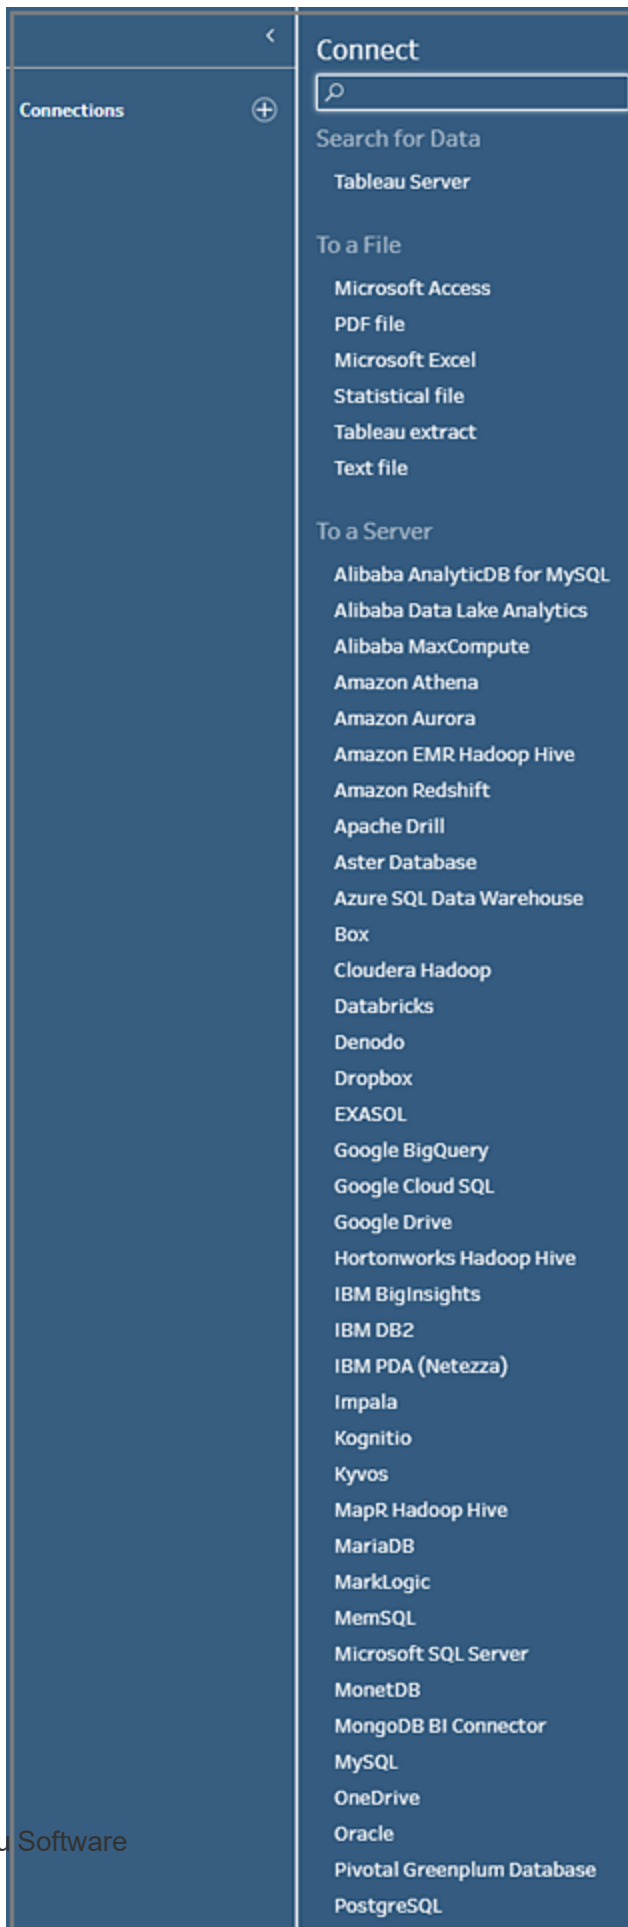 Connections
Connect
Search for Data
Tableau Server
To a File
Microsoft Access
PDF file
Microsoft Excel
Statistical file
Tableau extract
Text file
To a Server
Alibaba AnalyticDB for MySQL
Alibaba Data Lake Analytics
Alibaba MaxCompute
Amazon Athena
Amazon Aurora
Amazon EMR Hadoop Hive
Amazon Redshift
Apache Drill
Aster Database
Azure SQL Data Warehouse
Box
Cloudera Hadoop
Databricks
Denodo
Dropbox
EXASOL
Google BigQuery
Google Cloud SQL
Google Drive
Hortonworks Hadoop Hive
IBM BigInsights
IBM DB2
IBM PDA (Netezza)
Impala
Kognitio
Kyvos
MapR Hadoop Hive
MariaDB
MarkLogic
MemSQL
Microsoft SQL Server
MonetDB
MongoDB BI Connector
MySQL
OneDrive
Oracle
Pivotal Greenplum Database
PostgreSQL
u Software